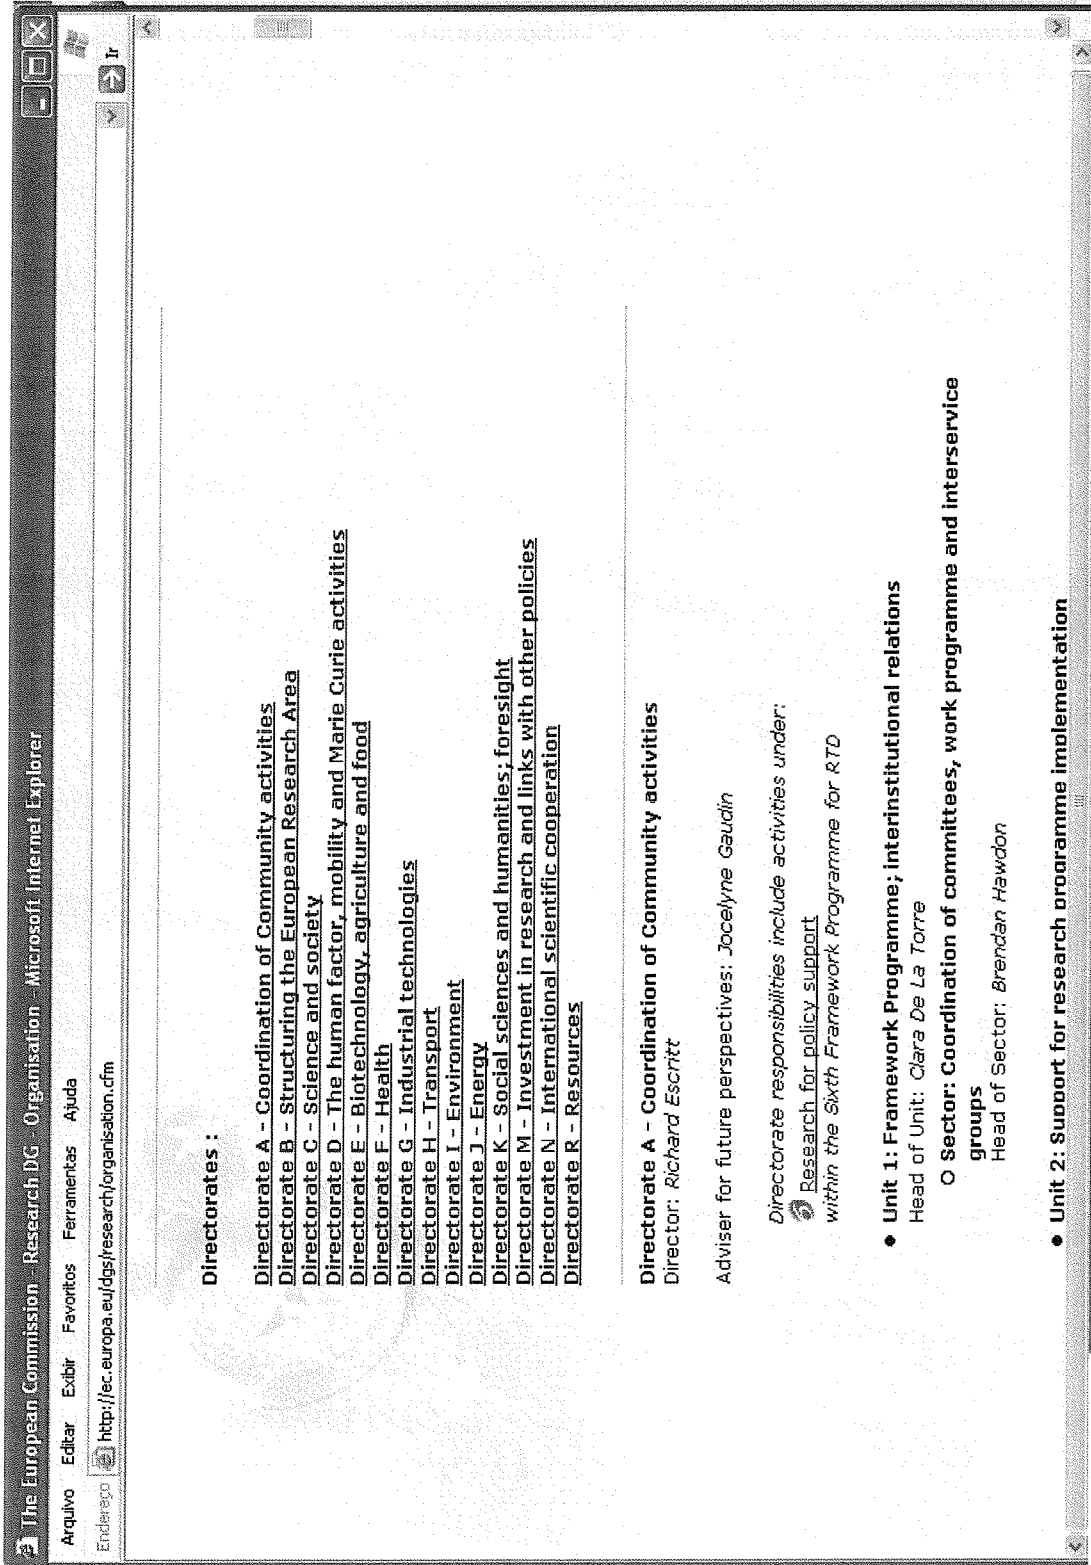 The European Commission - Research DG - Organisation - Microsoft Internet Explorer
Arquivo Editar Exibir Favoritos Ferramentas Ajuda
Endereço http://ec.europa.eu/dgs/research/organisation.cfm Ir
Directorates :
Directorate A - Coordination of Community activities
Directorate B - Structuring the European Research Area
Directorate C - Science and society
Directorate D - The human factor, mobility and Marie Curie activities
Directorate E - Biotechnology, agriculture and food
Directorate F - Health
Directorate G - Industrial technologies
Directorate H - Transport
Directorate I - Environment
Directorate J - Energy
Directorate K - Social sciences and humanities; foresight
Directorate M - Investment in research and links with other policies
Directorate N - International scientific cooperation
Directorate R - Resources
Directorate A - Coordination of Community activities
Director: Richard Escritt
Adviser for future perspectives: Jocelyne Gaudin
Directorate responsibilities include activities under:
Research for policy support
within the Sixth Framework Programme for RTD
• Unit 1: Framework Programme; interinstitutional relations
Head of Unit: Clara De La Torre
O Sector: Coordination of committees, work programme and interservice
groups
Head of Sector: Brendan Hawdon
• Unit 2: Support for research programme implementation